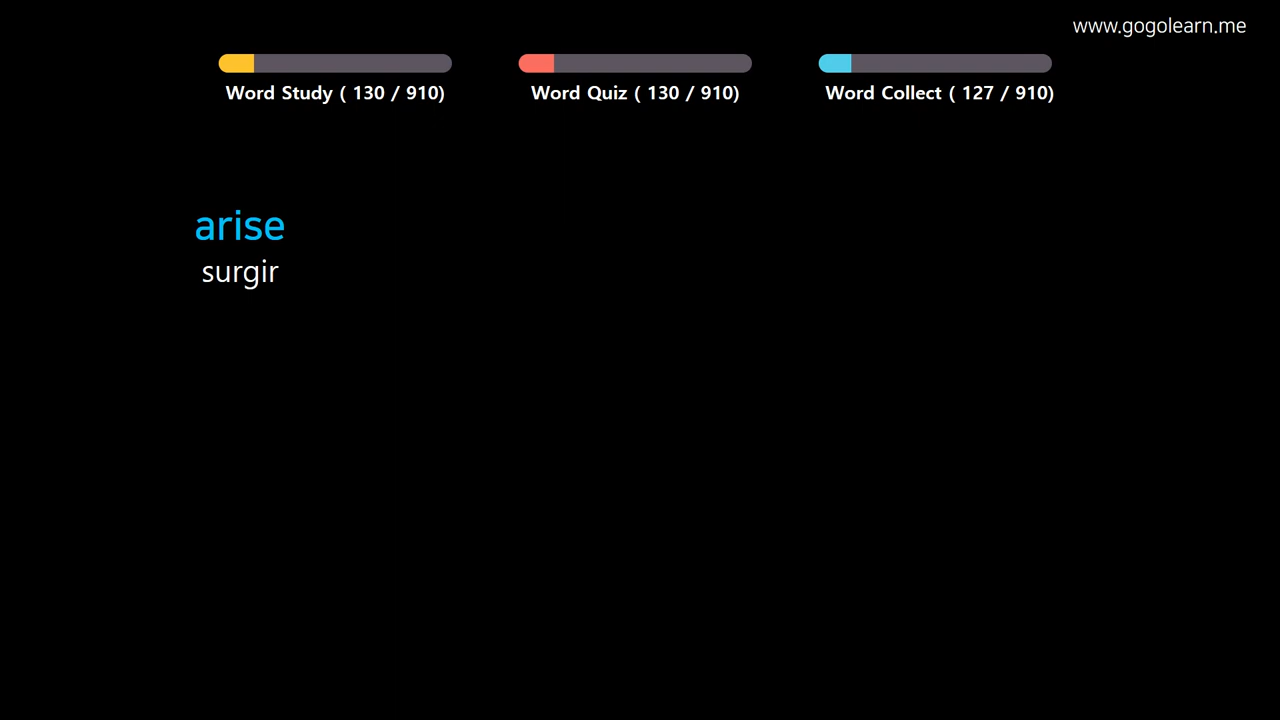 www.gogolearn.me
Word Study ( 130 / 910)
Word Quiz ( 130 / 910)
Word Collect ( 127 / 910)
arise
surgir